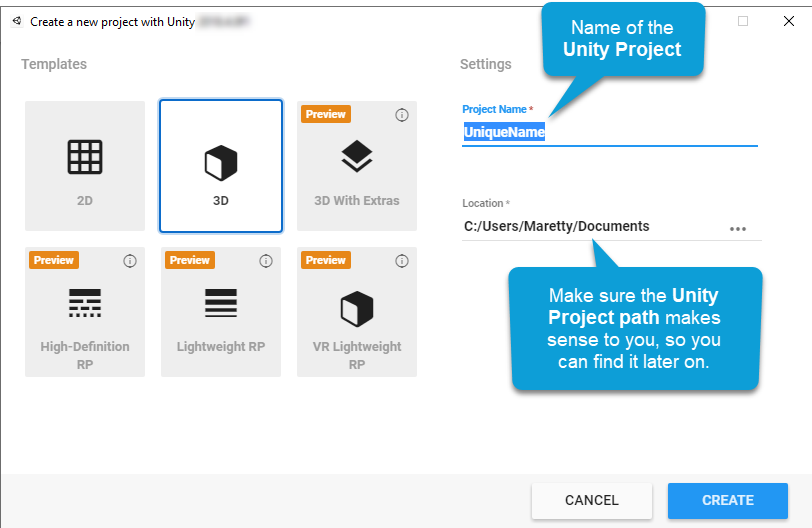 Create a new project with Unity
Name of the
Unity Project
Templates
Settings
Preview
2D
3D
3D With Extras
Project Name *
UniqueName
Location *
C:/Users/Maretty/Documents
...
Preview
Preview
Preview
High-Definition
RP
Lightweight RP
VR Lightweight
RP
Make sure the Unity
Project path makes
sense to you, so you
can find it later on.
CANCEL
CREATE